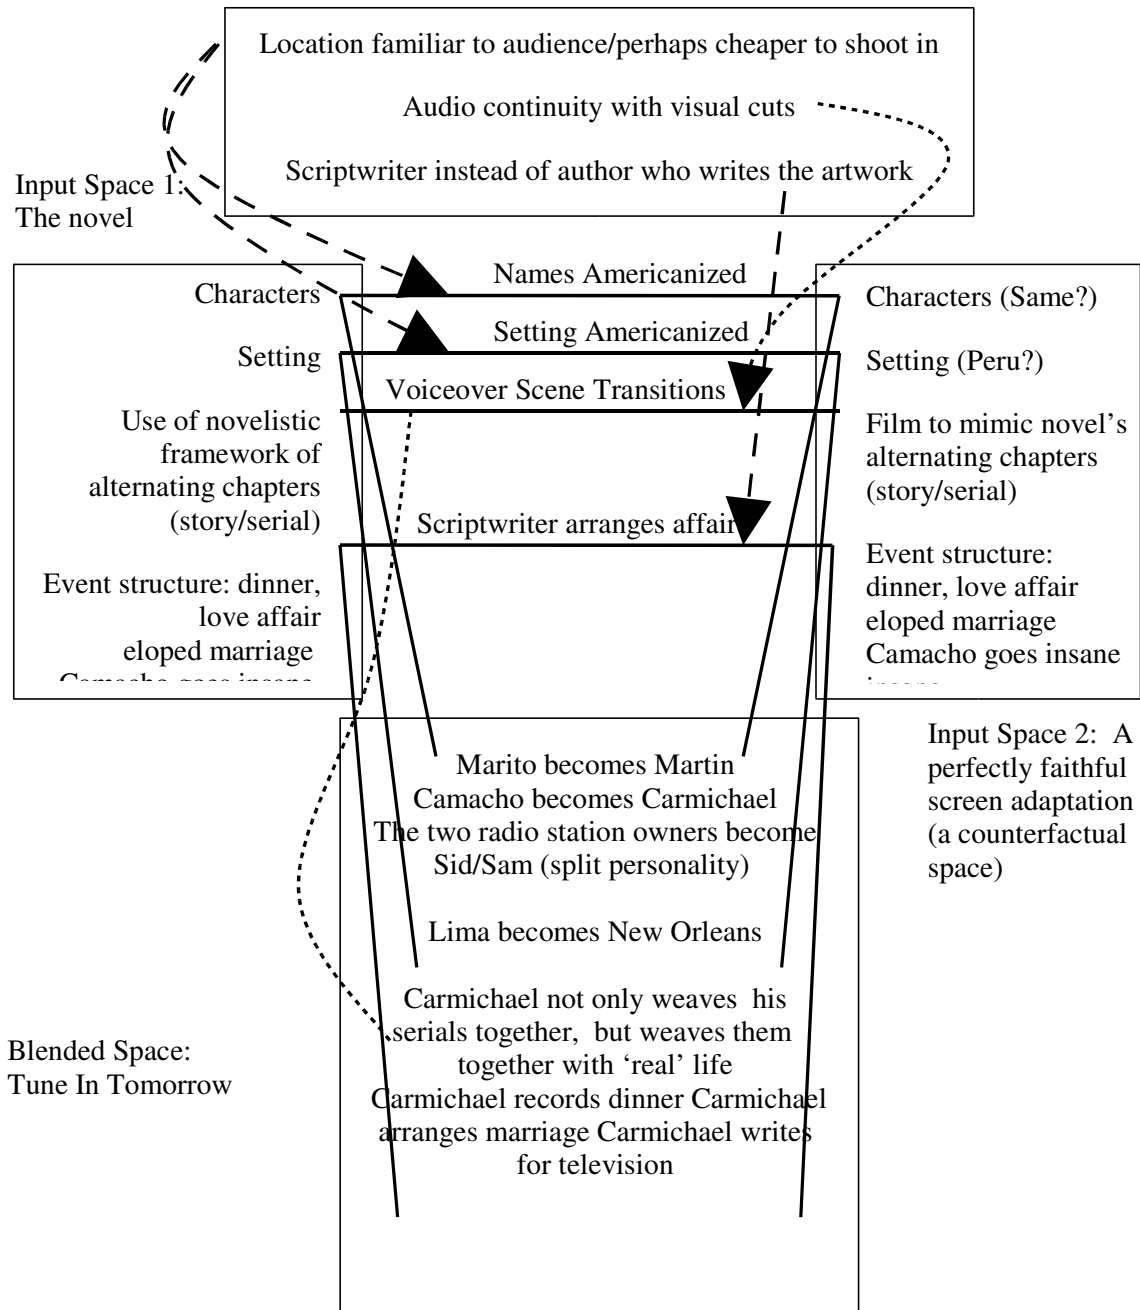 Location familiar to audience/perhaps cheaper to shoot in
Audio continuity with visual cuts
Scriptwriter instead of author who writes the artwork
Input Space 1:
The novel
Characters
Setting
Use of novelistic
framework of
alternating chapters
(story/serial)
Event structure: dinner,
love affair
eloped marriage
Camacho goes insane
Names Americanized
Setting Americanized
Voiceover Scene Transitions
Scriptwriter arranges affair
Characters (Same?)
Setting (Peru?)
Film to mimic novel's
alternating chapters
(story/serial)
Event structure:
dinner, love affair
eloped marriage
Camacho goes insane
insane
Input Space 2: A
perfectly faithful
screen adaptation
(a counterfactual
space)
Marito becomes Martin
Camacho becomes Carmichael
The two radio station owners become
Sid/Sam (split personality)
Lima becomes New Orleans
Carmichael not only weaves his
serials together, but weaves them
together with ‘real’ life
Carmichael records dinner Carmichael
arranges marriage Carmichael writes
for television
Blended Space:
Tune In Tomorrow